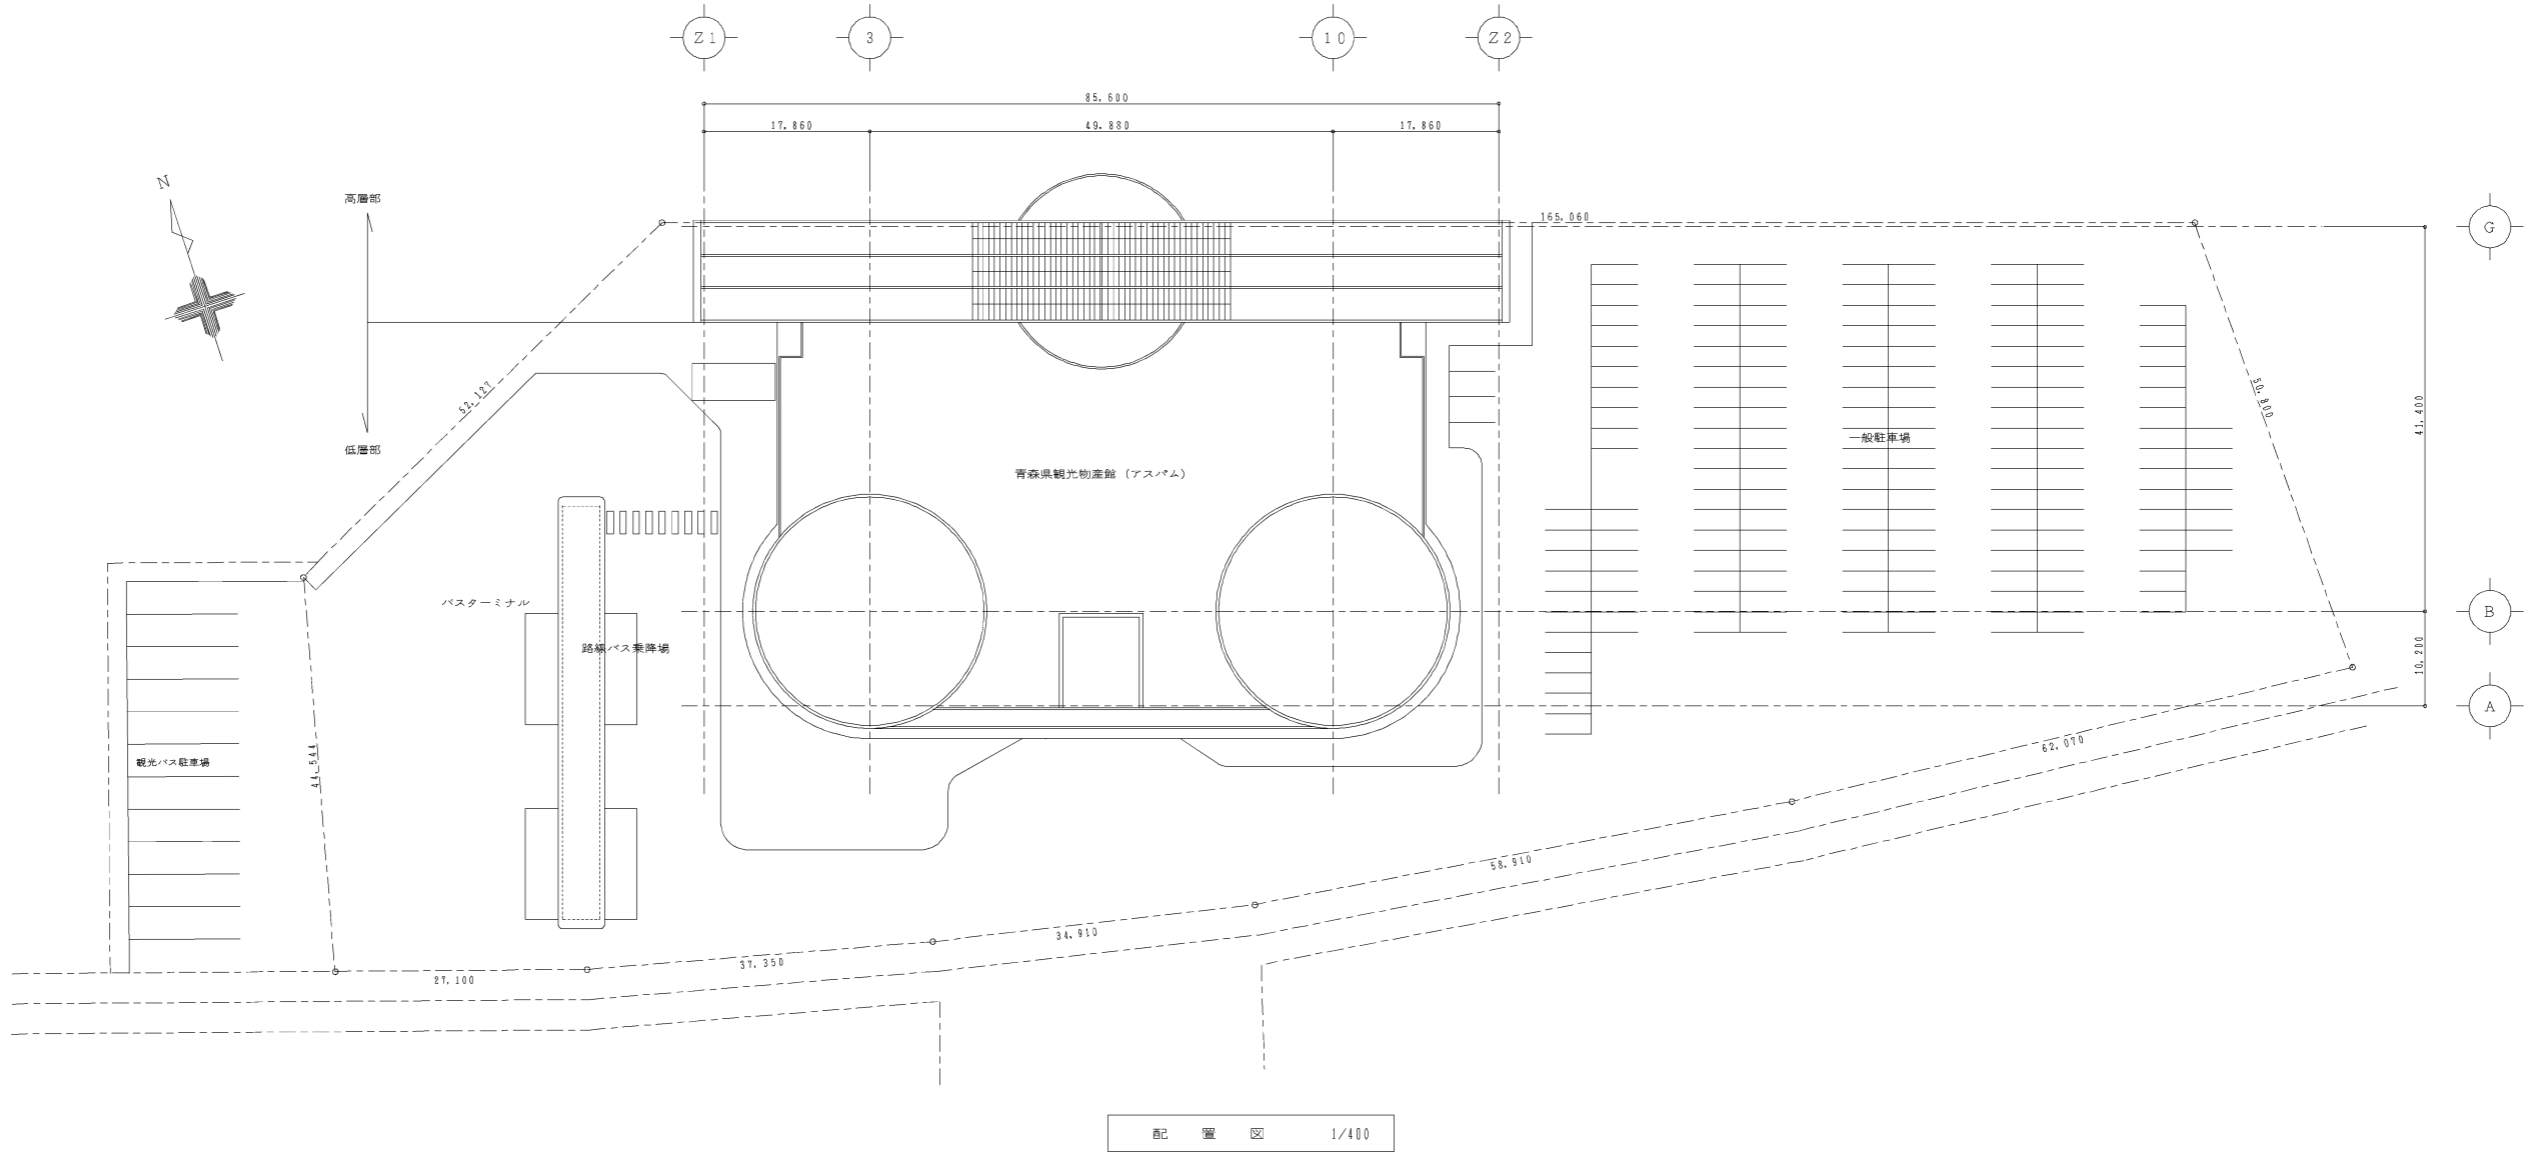 Z1
3
10
Z2
85,600
17,860
49,880
17,860
N
高層部
165,060
G
52,127
50,800
41,400
一般駐車場
低層部
青森県観光物産館 (アスパム)
バスターミナル
B
路線バス乗降場
10,200
A
44,544
観光バス駐車場
62,070
58,910
34,910
37,350
27,100
配 置 図 1/400